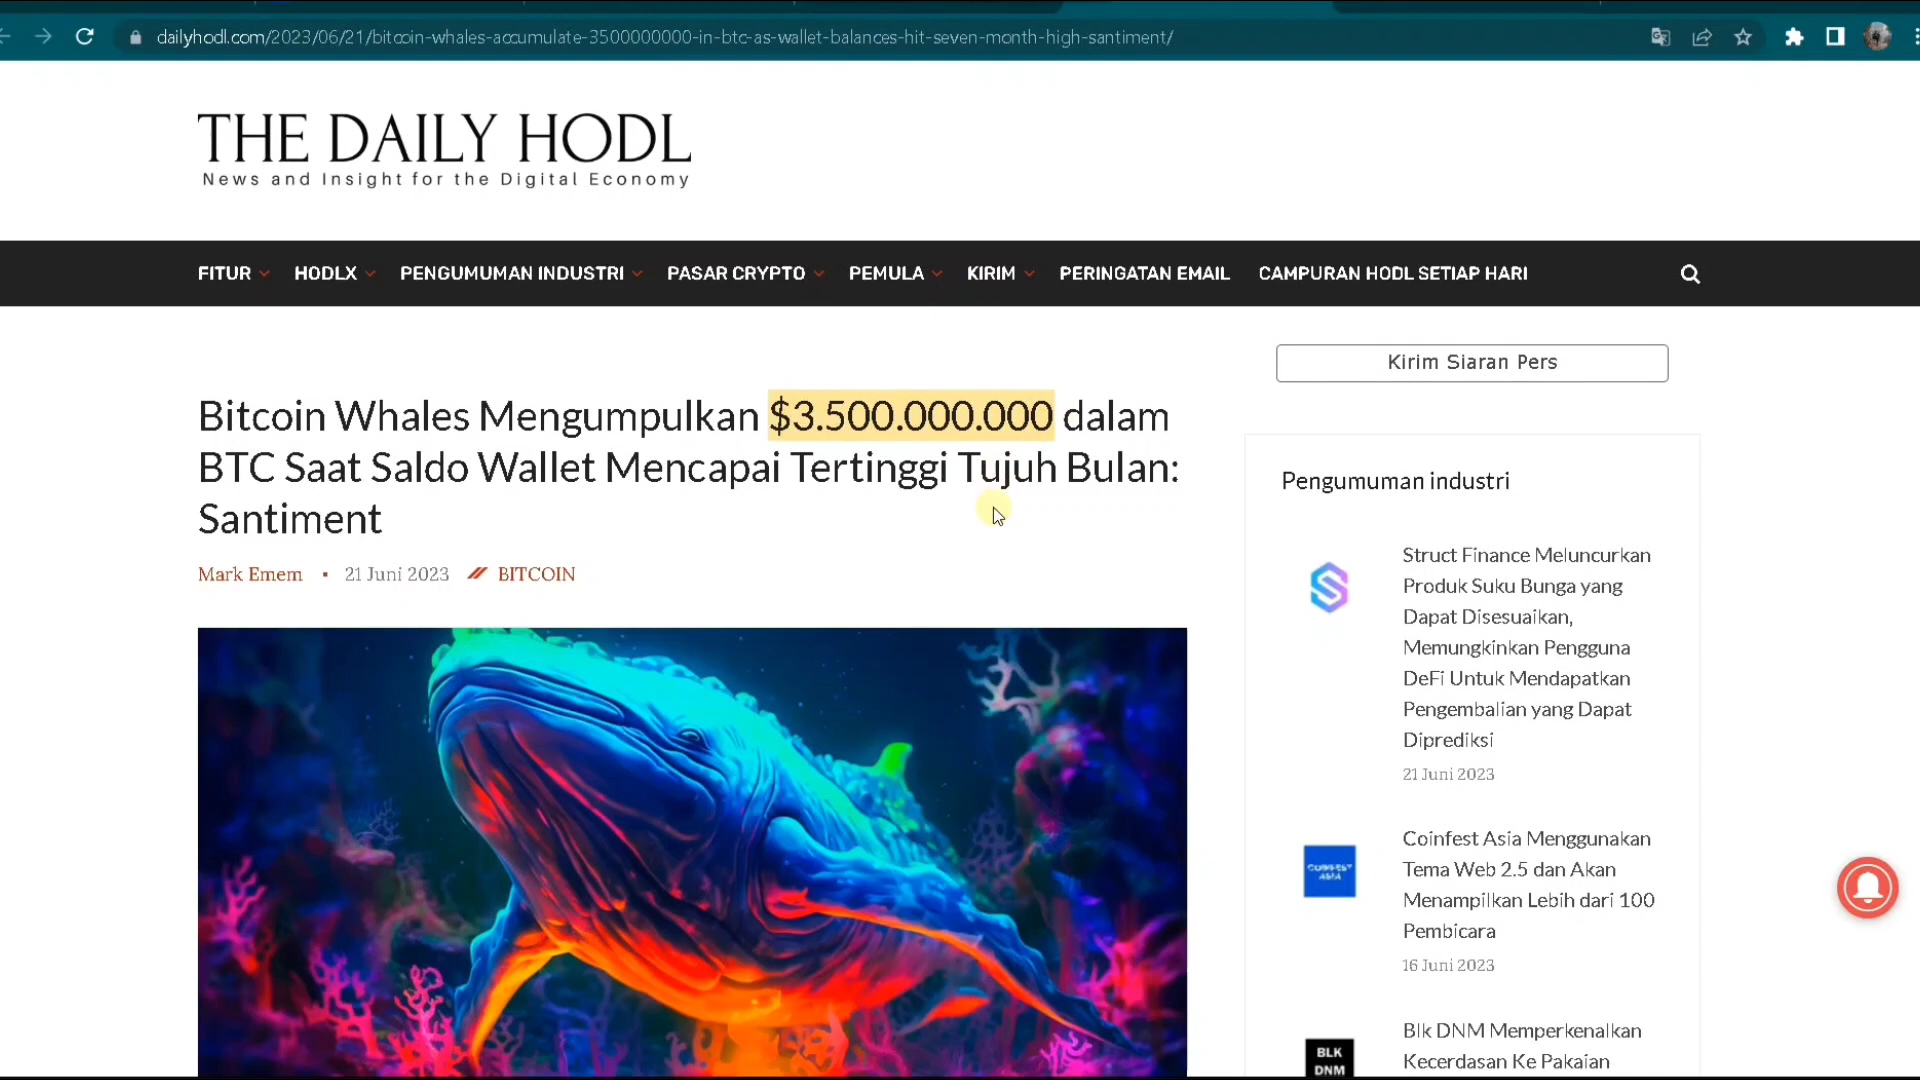 dailyhodl.com/2023/06/21/bitcoin-whales-accumulate-3500000000-in-btc-as-wallet-balances-hit-seven-month-high-santiment/
THE DAILY HODL
News and Insight for the Digital Economy
FITUR HODLX PENGUMUMAN INDUSTRI PASAR CRYPTO PEMULA KIRIM PERINGATAN EMAIL CAMPURAN HODL SETIAP HARI
Bitcoin Whales Mengumpulkan $3.500.000.000 dalam
BTC Saat Saldo Wallet Mencapai Tertinggi Tujuh Bulan:
Santiment
Mark Emem ▪ 21 Juni 2023 BITCOIN
Kirim Siaran Pers
Pengumuman industri
Struct Finance Meluncurkan
Produk Suku Bunga yang
Dapat Disesuaikan,
Memungkinkan Pengguna
DeFi Untuk Mendapatkan
Pengembalian yang Dapat
Diprediksi
21 Juni 2023
COINFEST
ASIA
Coinfest Asia Menggunakan
Tema Web 2.5 dan Akan
Menampilkan Lebih dari 100
Pembicara
16 Juni 2023
BLK
DNM
Blk DNM Memperkenalkan
Kecerdasan Ke Pakaian